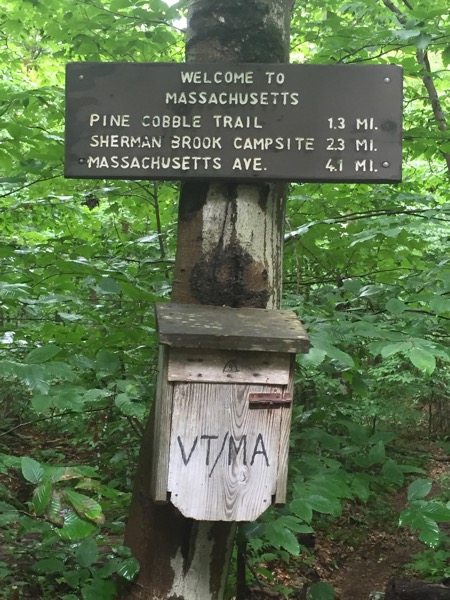 WELCOME TO
MASSACHUSETTS
PINE COBBLE TRAIL 1.3 MI.
SHERMAN BROOK CAMPSITE 2.3 MI.
MASSACHUSETTS AVE. 4.1 MI.
VT/MA